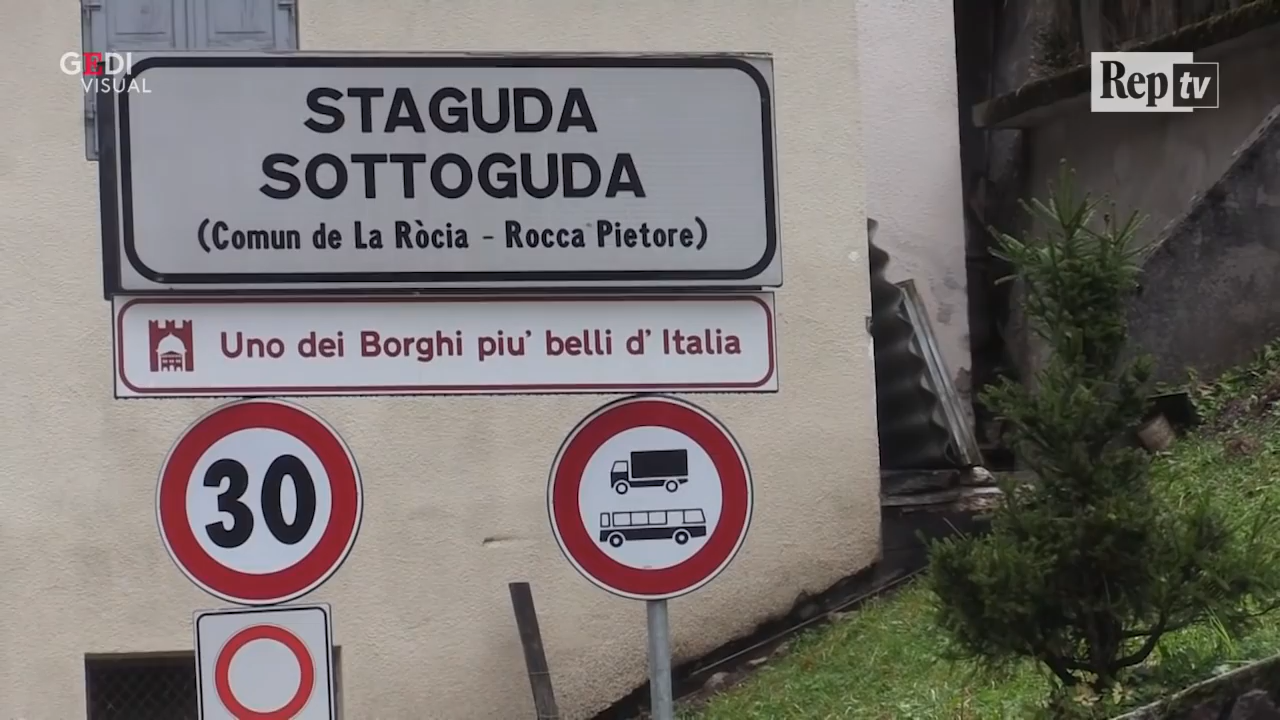 GEDI
VISUAL
Rep tv
STAGUDA
SOTTOGUDA
(Comun de La Ròcia - Rocca Pietore)
Uno dei Borghi piu' belli d' Italia
30